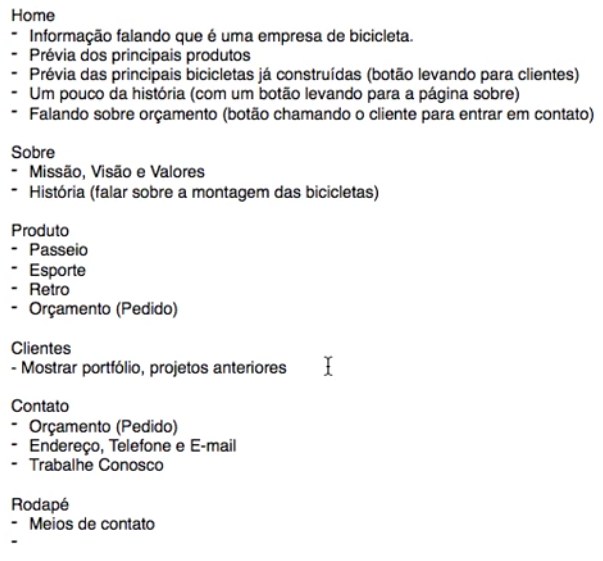 Home
- Informação falando que é uma empresa de bicicleta.
- Prévia dos principais produtos
- Prévia das principais bicicletas já construídas (botão levando para clientes)
- Um pouco da história (com um botão levando para a página sobre)
- Falando sobre orçamento (botão chamando o cliente para entrar em contato)
Sobre
- Missão, Visão e Valores
- História (falar sobre a montagem das bicicletas)
Produto
- Passeio
- Esporte
- Retro
- Orçamento (Pedido)
Clientes
- Mostrar portfólio, projetos anteriores
Contato
- Orçamento (Pedido)
- Endereço, Telefone e E-mail
- Trabalhe Conosco
Rodapé
- Meios de contato
-